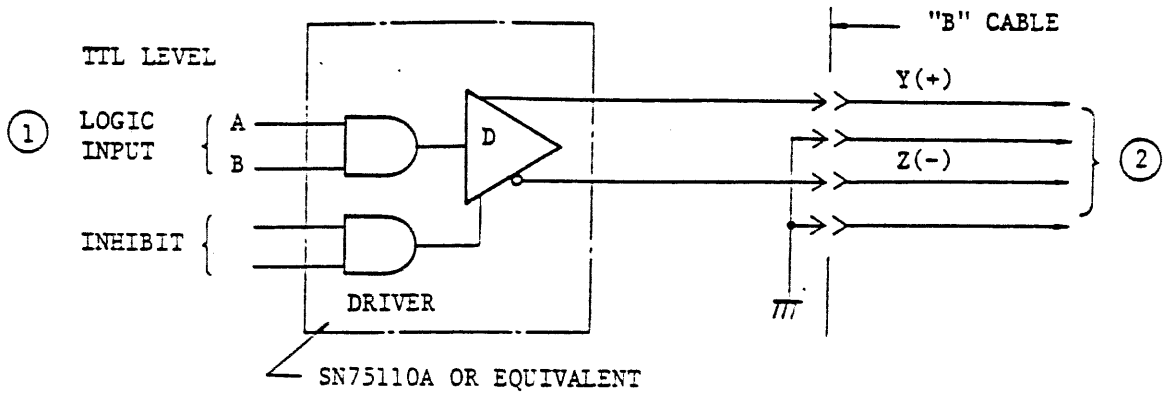 "B" CABLE
TTL LEVEL
Y(+)
1
LOGIC
INPUT
A
B
D
Z(-)
2
INHIBIT
DRIVER
SN75110A OR EQUIVALENT